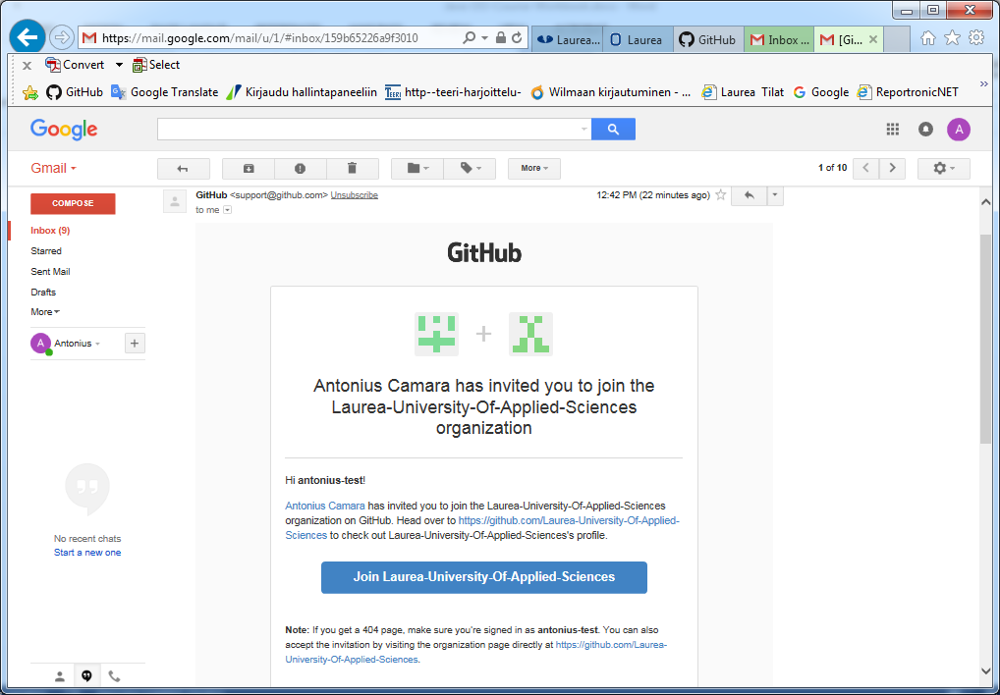 https://mail.google.com/mail/u/1/#inbox/159b65226a9f3010
Laurea...
Laurea
GitHub
Inbox ...
[Gi...
Convert
Select
GitHub
Google Translate
Kirjaudu hallintapaneeliin
http--teeri-harjoittelu-
Wilmaan kirjautuminen - ...
Laurea Tilat
Google
ReportronicNET
Google
A
Gmail
More
1 of 10
COMPOSE
Inbox (9)
Starred
Sent Mail
Drafts
More
A
Antonius
No recent chats
Start a new one
GitHub <support@github.com> Unsubscribe
12:42 PM (22 minutes ago)
to me
GitHub
Antonius Camara has invited you to join the
Laurea-University-Of-Applied-Sciences
organization
Hi antonius-test!
Antonius Camara has invited you to join the Laurea-University-Of-Applied-Sciences
organization on GitHub. Head over to https://github.com/Laurea-University-Of-Applied-
Sciences to check out Laurea-University-Of-Applied-Sciences's profile.
Join Laurea-University-Of-Applied-Sciences
Note: If you get a 404 page, make sure you're signed in as antonius-test. You can also
accept the invitation by visiting the organization page directly at https://github.com/Laurea-
University-Of-Applied-Sciences.